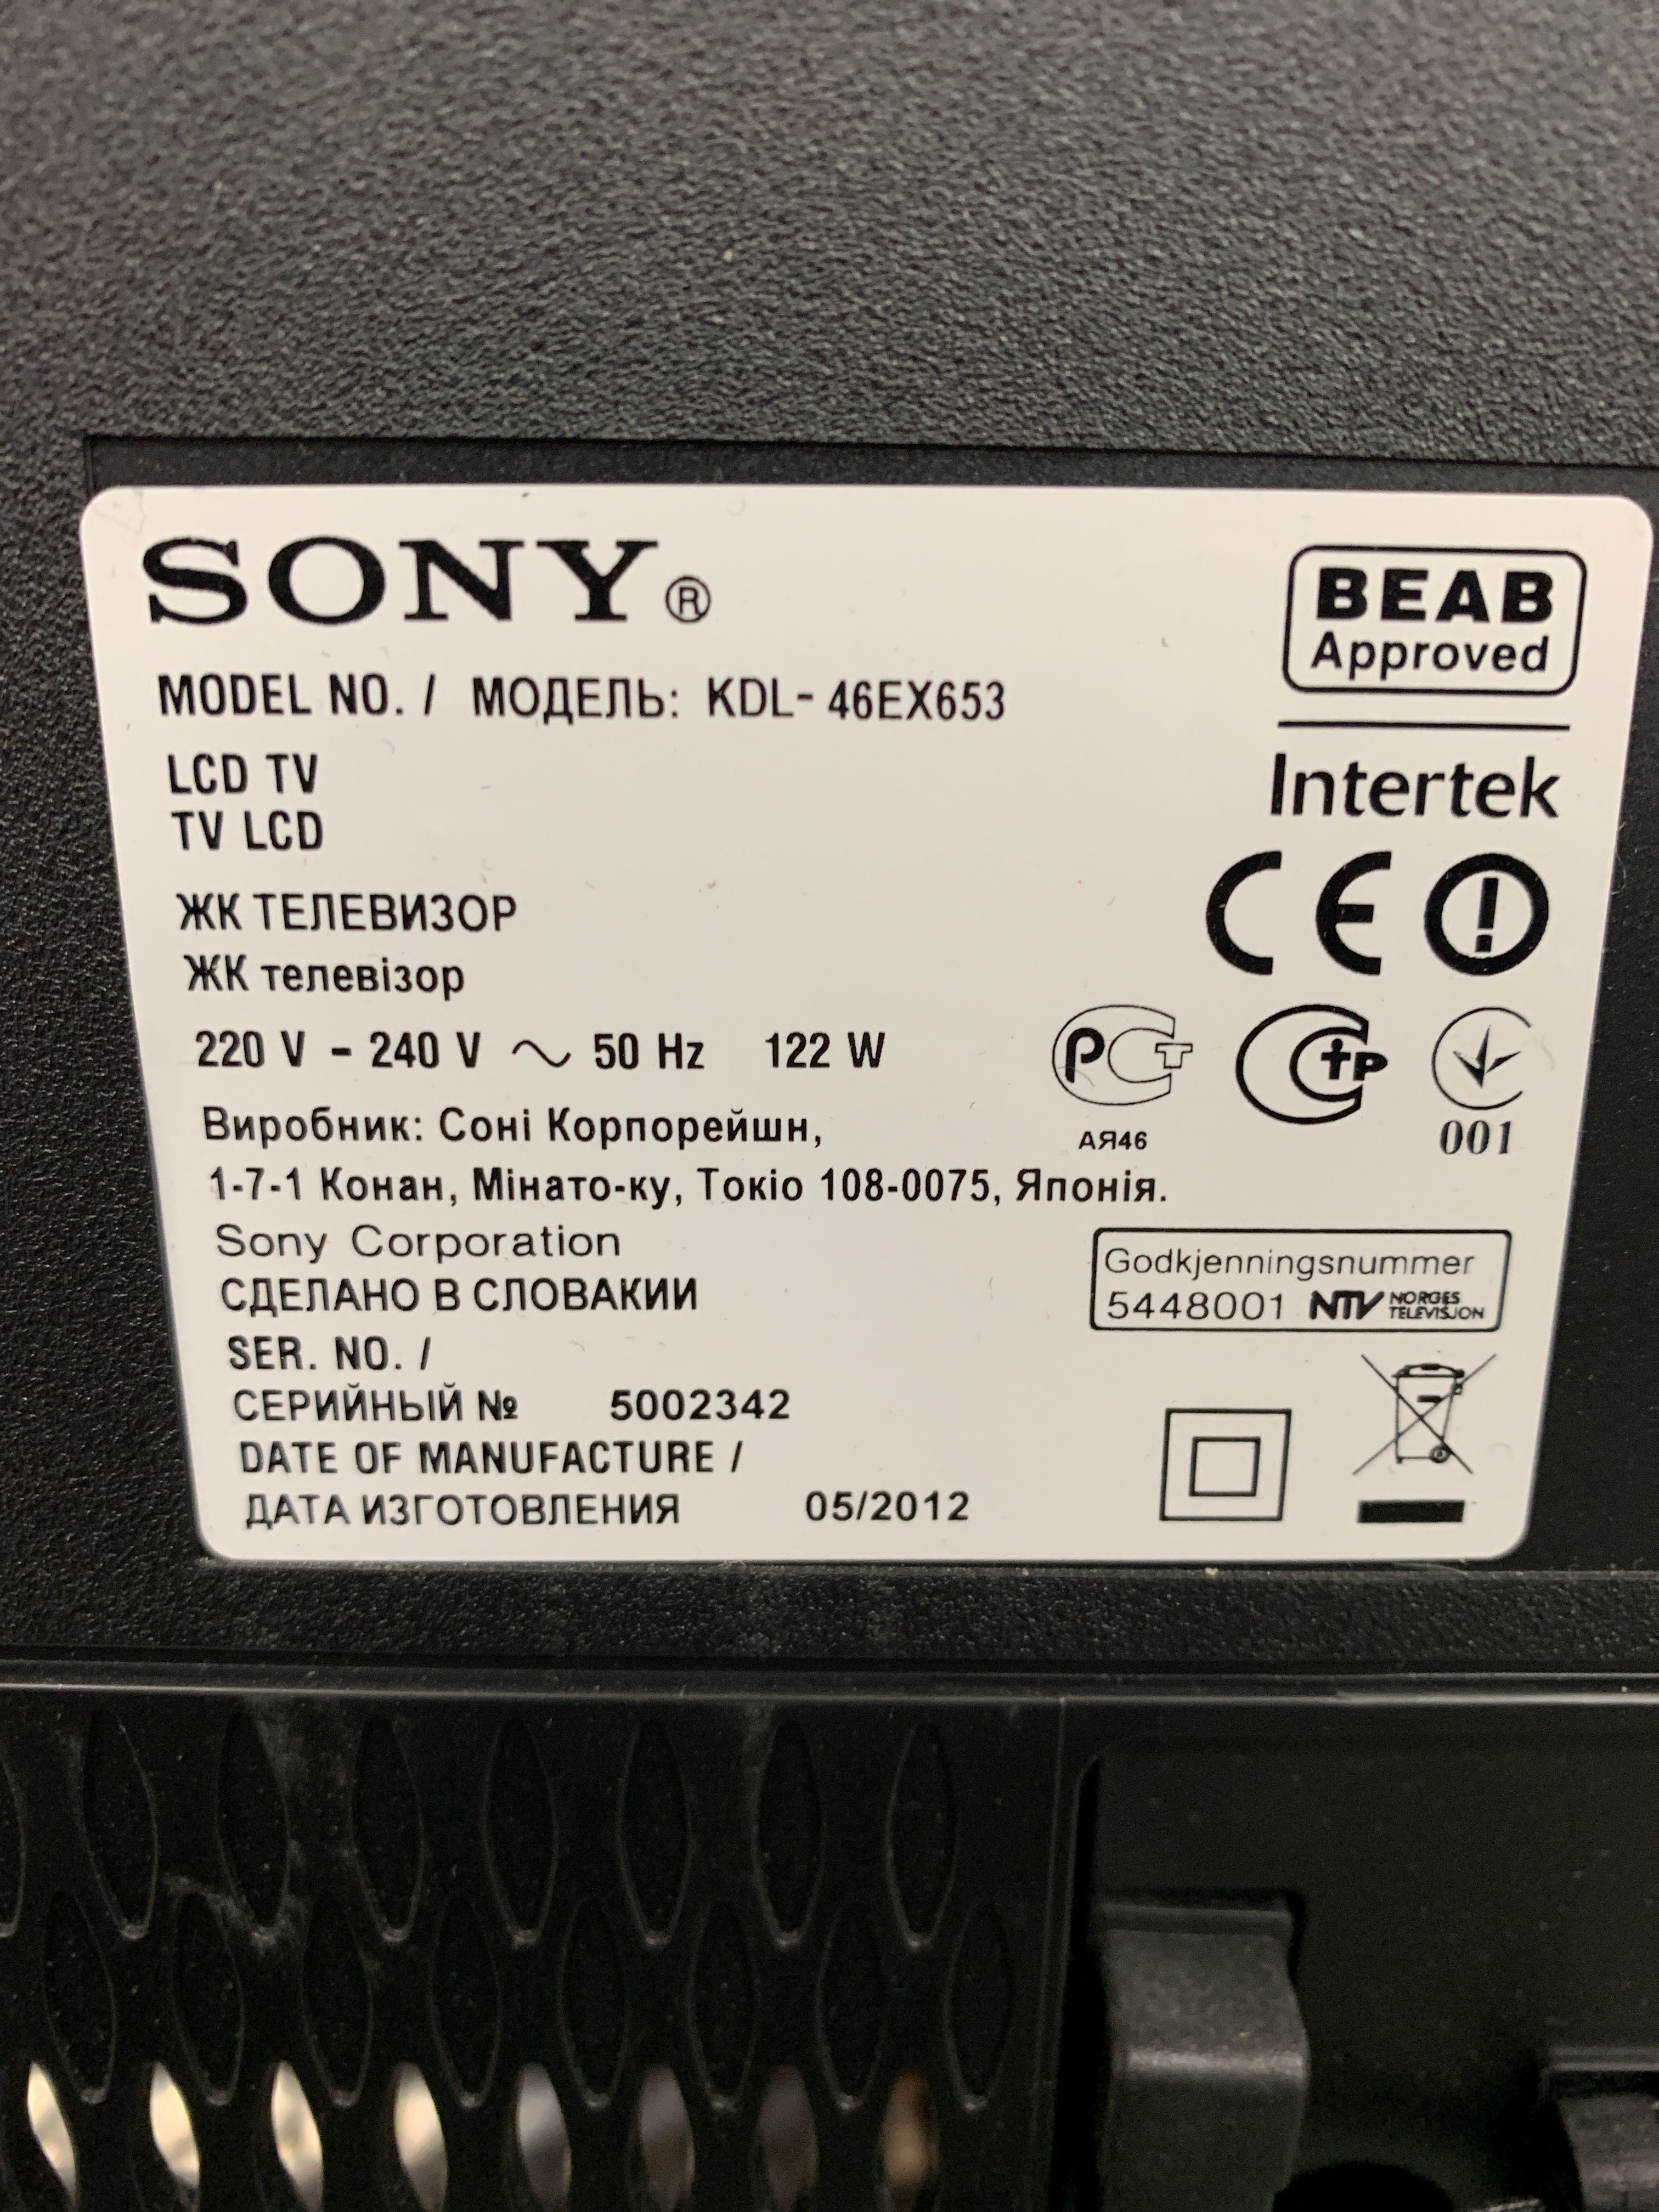 SONY®
MODEL NO. / МОДЕЛЬ: KDL-46EX653
LCD TV
TV LCD
ЖК ТЕЛЕВИЗОР
ЖК телевізор
220 V - 240 V ~ 50 Hz 122 W
Виробник: Соні Корпорейшн,
1-7-1 Конан, Мінато-ку, Токіо 108-0075, Японія.
Sony Corporation
СДЕЛАНО В СЛОВАКИИ
SER. NO. /
СЕРИЙНЫЙ № 5002342
DATE OF MANUFACTURE /
ДАТА ИЗГОТОВЛЕНИЯ 05/2012
BEAB
Approved
Intertek
CE
РСТ
АЯ46
Стр
001
Godkjenningsnummer
5448001 NTV NORGES
TELEVISJON